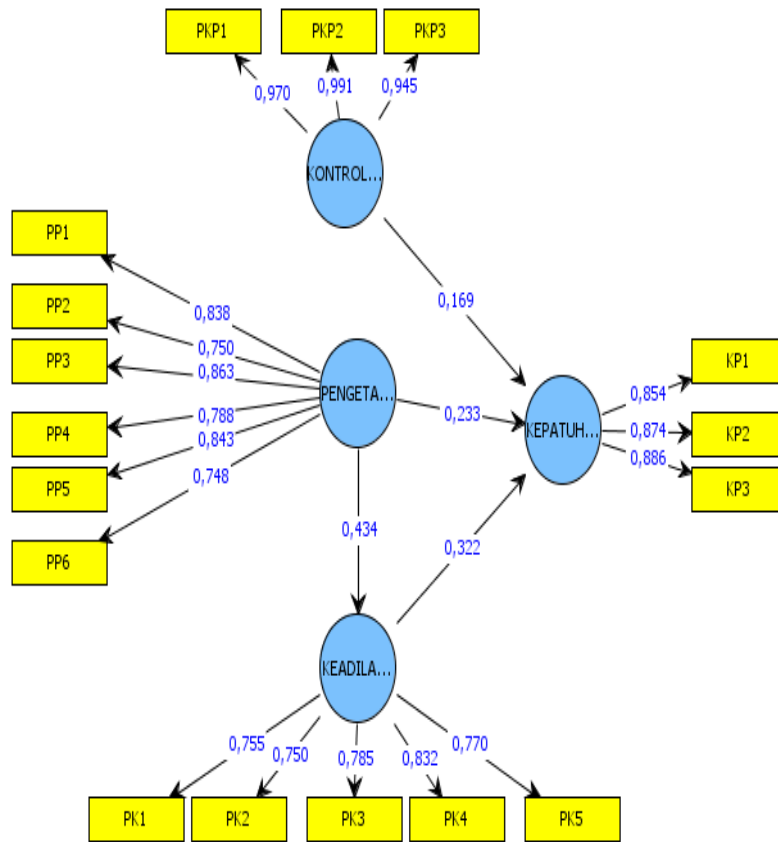 PKP1 PKP2 PKP3
0,970 0,991 0,945
KONTROL...
PP1
0,169
PP2
0,838
PP3
0,750
0,863
PENGETA...
KP1
0,854
PP4
0,788
0,233
KEPATUH...
0,874
KP2
0,843
0,886
PP5
0,748
KP3
0,434
PP6
0,322
KEADILA...
0,755 0,750 0,785 0,832 0,770
PK1 PK2 PK3 PK4 PK5